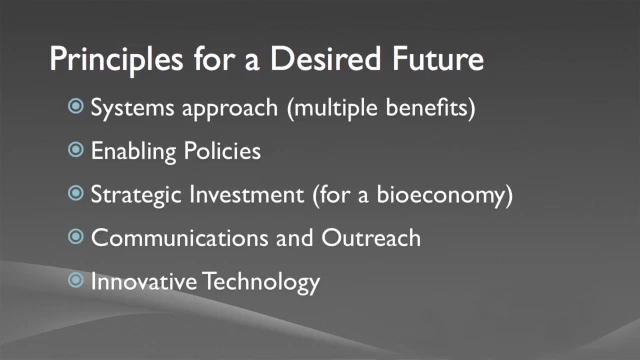 Principles for a Desired Future
Systems approach (multiple benefits)
Enabling Policies
Strategic Investment (for a bioeconomy)
Communications and Outreach
Innovative Technology